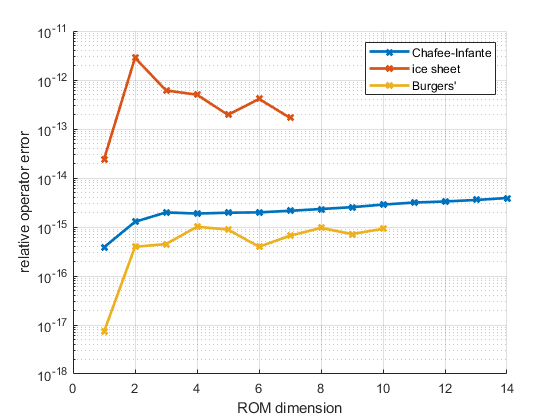 10^-11
10^-12
10^-13
10^-14
10^-15
10^-16
10^-17
10^-18
relative operator error
Chafee-Infante
ice sheet
Burgers'
0 2 4 6 8 10 12 14
ROM dimension